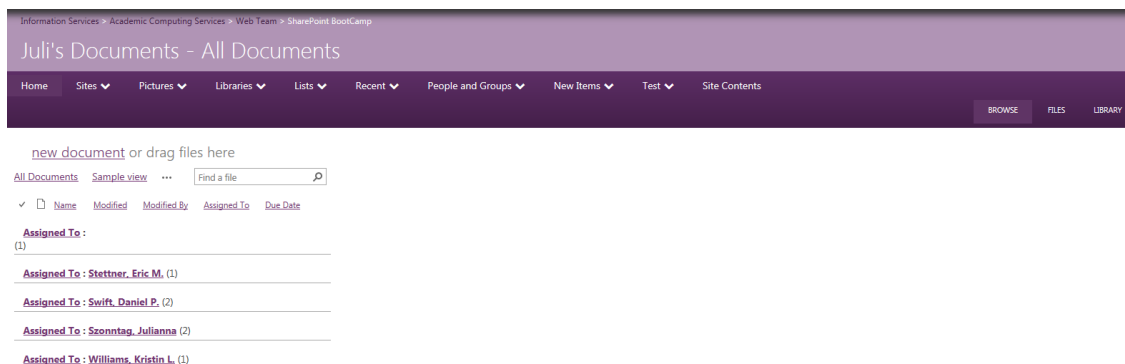 Information Services > Academic Computing Services > Web Team > SharePoint BootCamp
Juli's Documents - All Documents
Home Sites Pictures Libraries Lists Recent People and Groups New Items Test Site Contents
BROWSE FILES LIBRARY
new document or drag files here
All Documents Sample view ••• Find a file
Name Modified Modified By Assigned To Due Date
Assigned To :
(1)
Assigned To : Stettner, Eric M. (1)
Assigned To : Swift, Daniel P. (2)
Assigned To : Szonntag, Julianna (2)
Assigned To : Williams, Kristin L. (1)